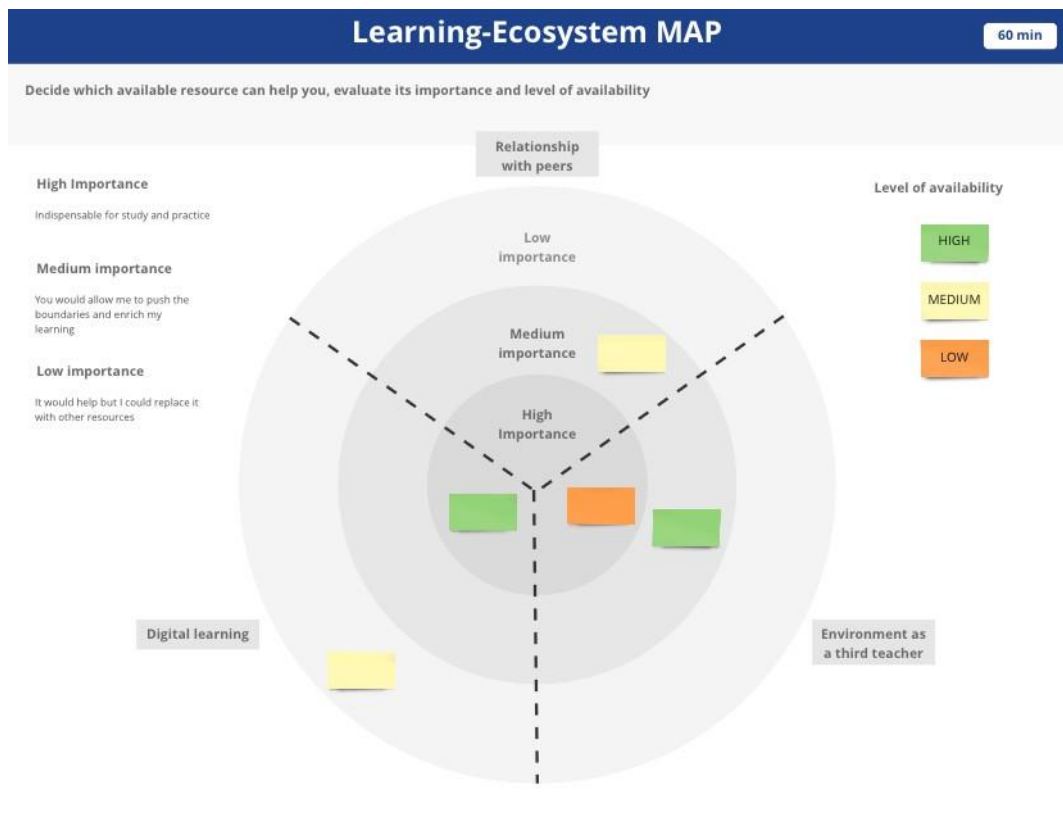 Learning-Ecosystem MAP
60 min
Decide which available resource can help you, evaluate its importance and level of availability
Relationship
with peers
High Importance
Indispensable for study and practice
Medium importance
You would allow me to push the
boundaries and enrich my
learning
Low importance
It would help but I could replace it
with other resources
Low
importance
Medium
importance
High
Importance
Level of availability
HIGH
MEDIUM
LOW
Digital learning
Environment as
a third teacher